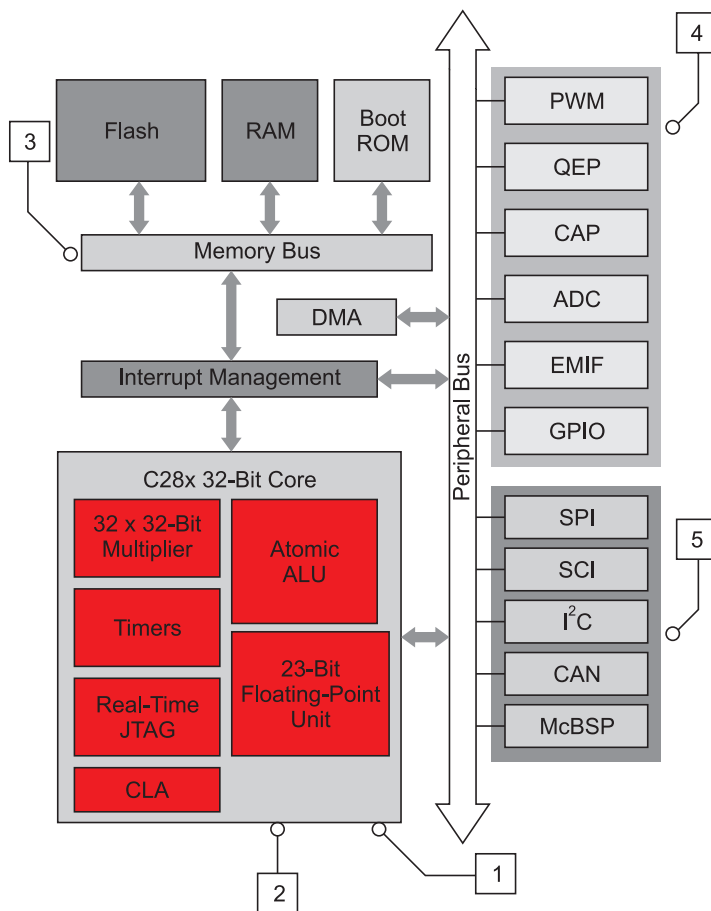 4
PWM
Flash
RAM
Boot
ROM
3
QEP
CAP
Memory Bus
ADC
DMA
EMIF
Interrupt Management
GPIO
Peripheral Bus
C28x 32-Bit Core
32 x 32-Bit
Multiplier
Atomic
ALU
Timers
23-Bit
Floating-Point
Unit
Real-Time
JTAG
CLA
SPI
5
SCI
I²C
CAN
McBSP
1
2